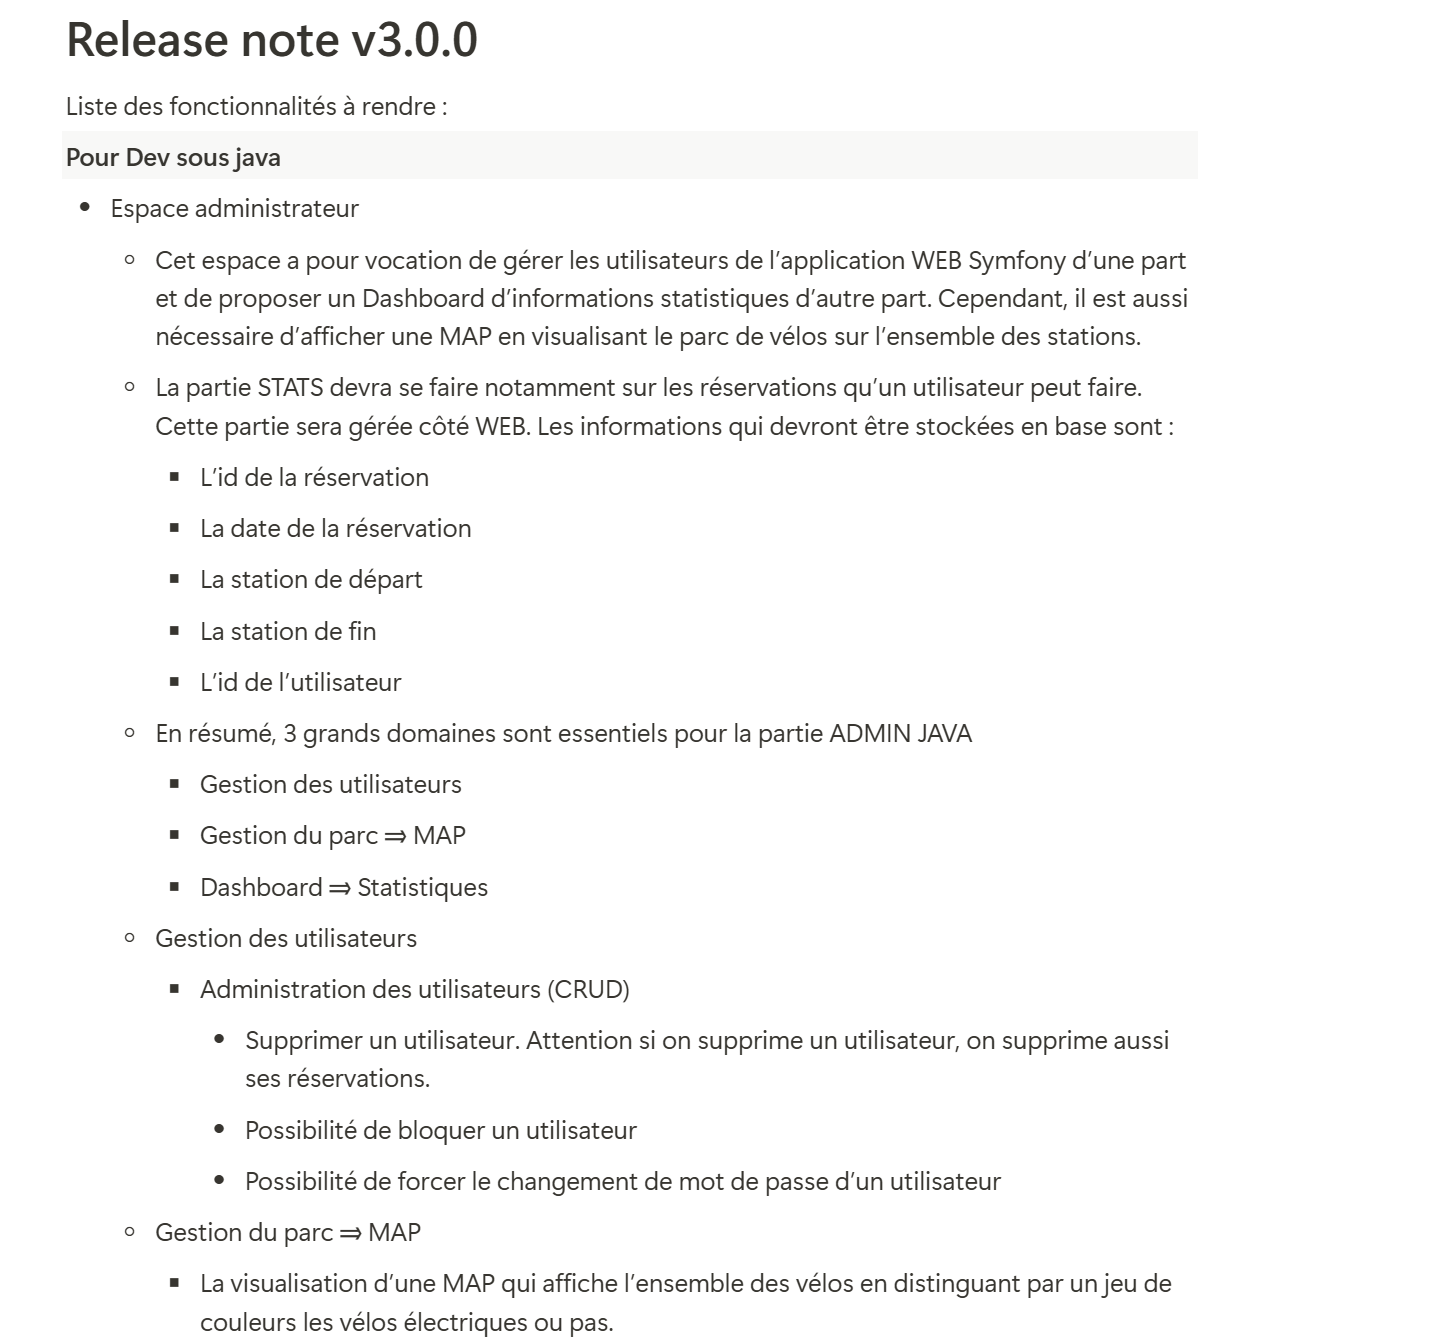 Release note v3.0.0
Liste des fonctionnalités à rendre :
Pour Dev sous java
• Espace administrateur
◦ Cet espace a pour vocation de gérer les utilisateurs de l’application WEB Symfony d’une part
et de proposer un Dashboard d’informations statistiques d’autre part. Cependant, il est aussi
nécessaire d’afficher une MAP en visualisant le parc de vélos sur l’ensemble des stations.
◦ La partie STATS devra se faire notamment sur les réservations qu’un utilisateur peut faire.
Cette partie sera gérée côté WEB. Les informations qui devront être stockées en base sont :
▪ L’id de la réservation
▪ La date de la réservation
▪ La station de départ
▪ La station de fin
▪ L’id de l’utilisateur
◦ En résumé, 3 grands domaines sont essentiels pour la partie ADMIN JAVA
▪ Gestion des utilisateurs
▪ Gestion du parc ⇒ MAP
▪ Dashboard ⇒ Statistiques
◦ Gestion des utilisateurs
▪ Administration des utilisateurs (CRUD)
• Supprimer un utilisateur. Attention si on supprime un utilisateur, on supprime aussi
ses réservations.
• Possibilité de bloquer un utilisateur
• Possibilité de forcer le changement de mot de passe d’un utilisateur
◦ Gestion du parc ⇒ MAP
▪ La visualisation d’une MAP qui affiche l’ensemble des vélos en distinguant par un jeu de
couleurs les vélos électriques ou pas.